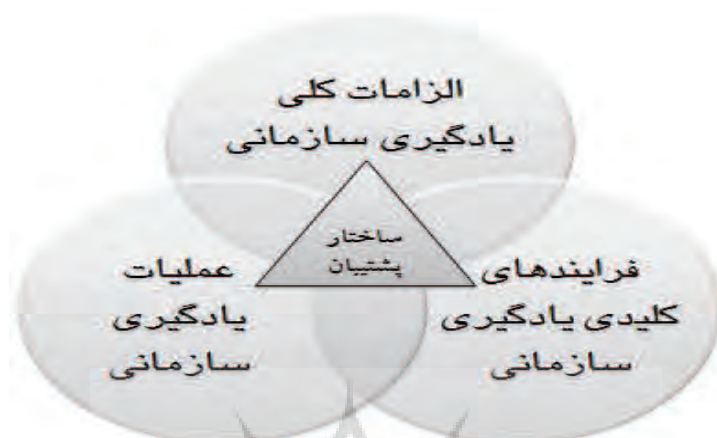 الزامات کلی
یادگیری سازمانی
ساختار
پشتیبان
فرایندهای
کلیدی یادگیری
سازمانی
عملیات
یادگیری
سازمانی